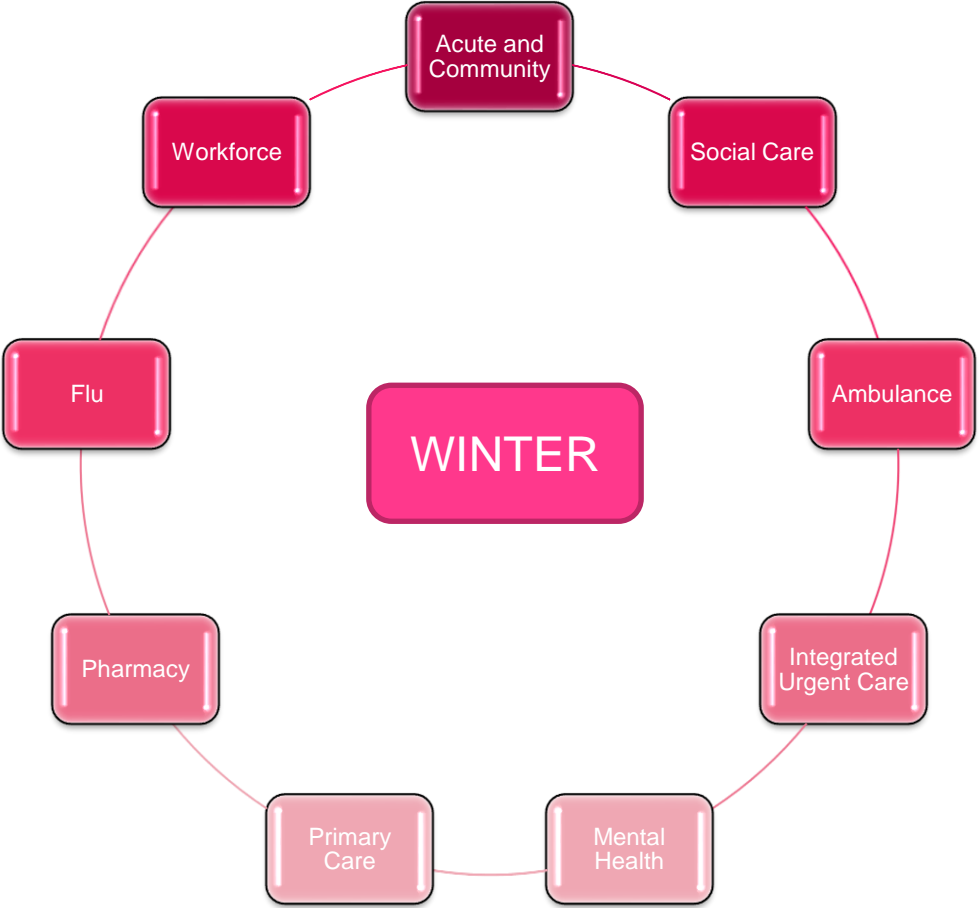 Acute and
Community
Social Care
Ambulance
Integrated
Urgent Care
Mental
Health
Primary
Care
Pharmacy
Flu
Workforce
WINTER